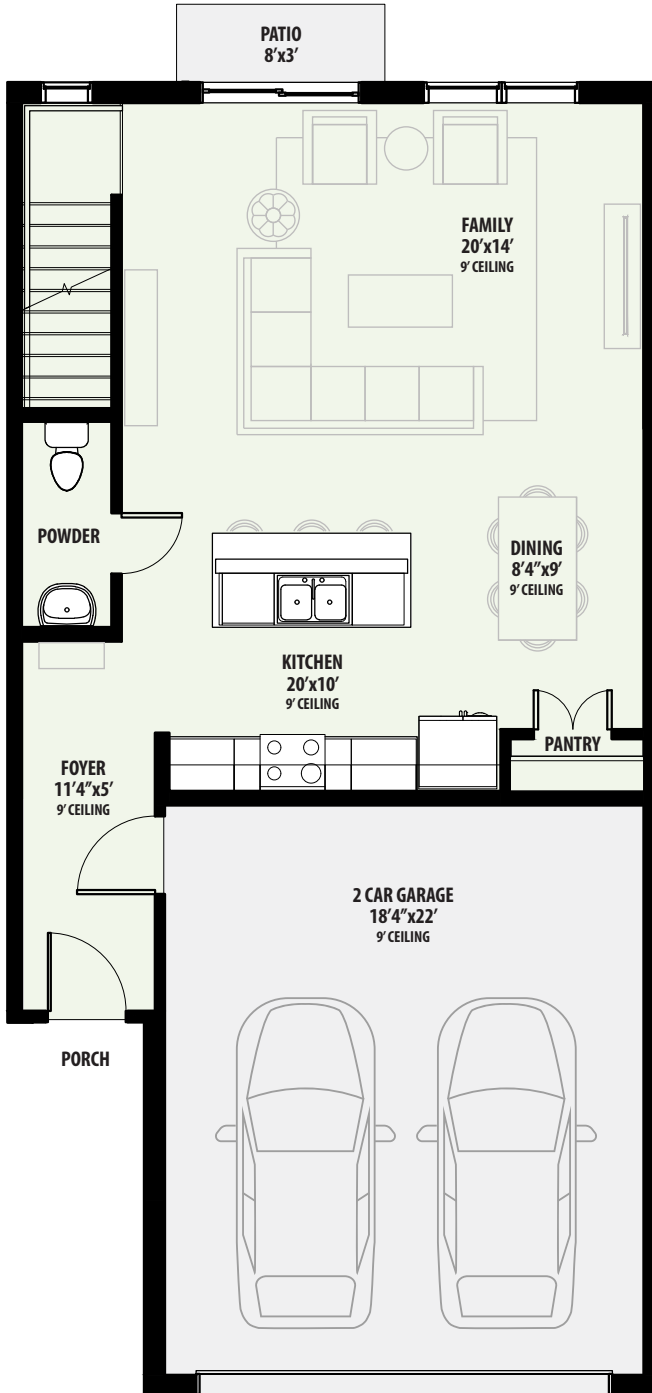 PATIO
8’x3’
FAMILY
20’x14’
9’ CEILING
POWDER
DINING
8’4”x9’
9’ CEILING
KITCHEN
20’x10’
9’ CEILING
PANTRY
FOYER
11’4”x5’
9’ CEILING
2 CAR GARAGE
18’4”x22’
9’ CEILING
PORCH